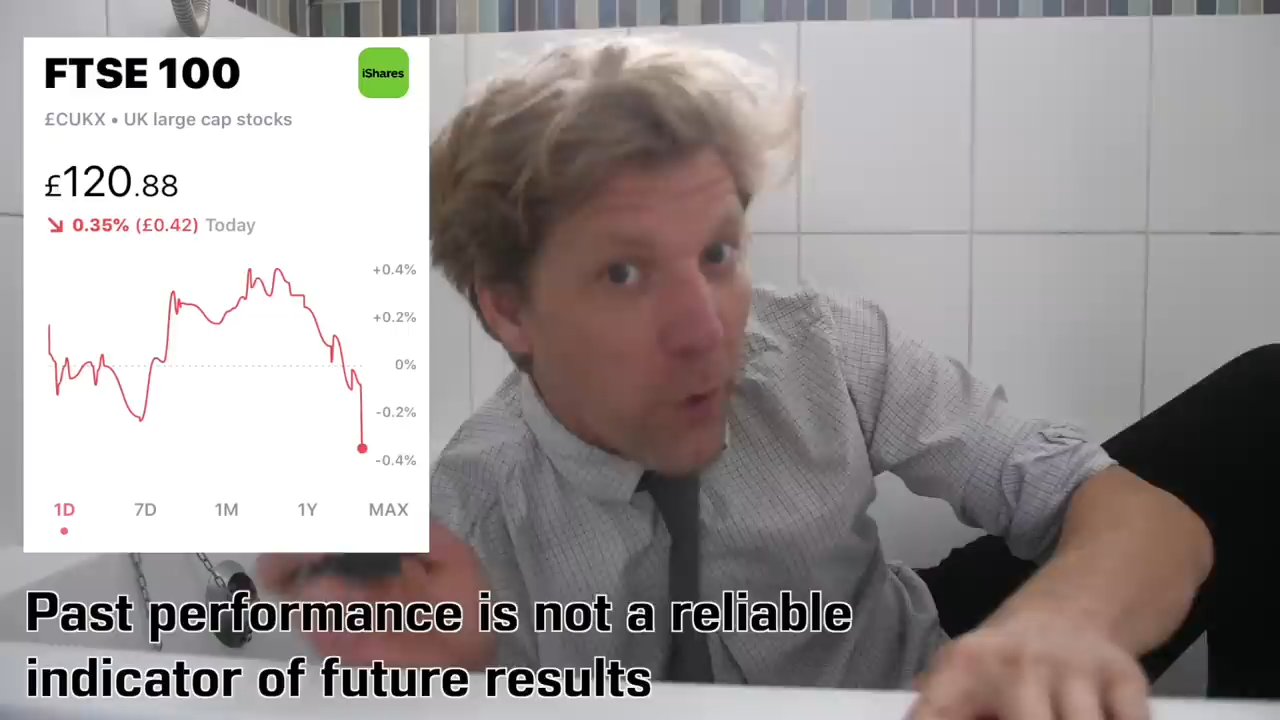 FTSE 100
iShares
£CUKX • UK large cap stocks
£120.88
↘ 0.35% (£0.42) Today
+0.4%
+0.2%
0%
-0.2%
-0.4%
1D 7D 1M 1Y MAX
Past performance is not a reliable
indicator of future results